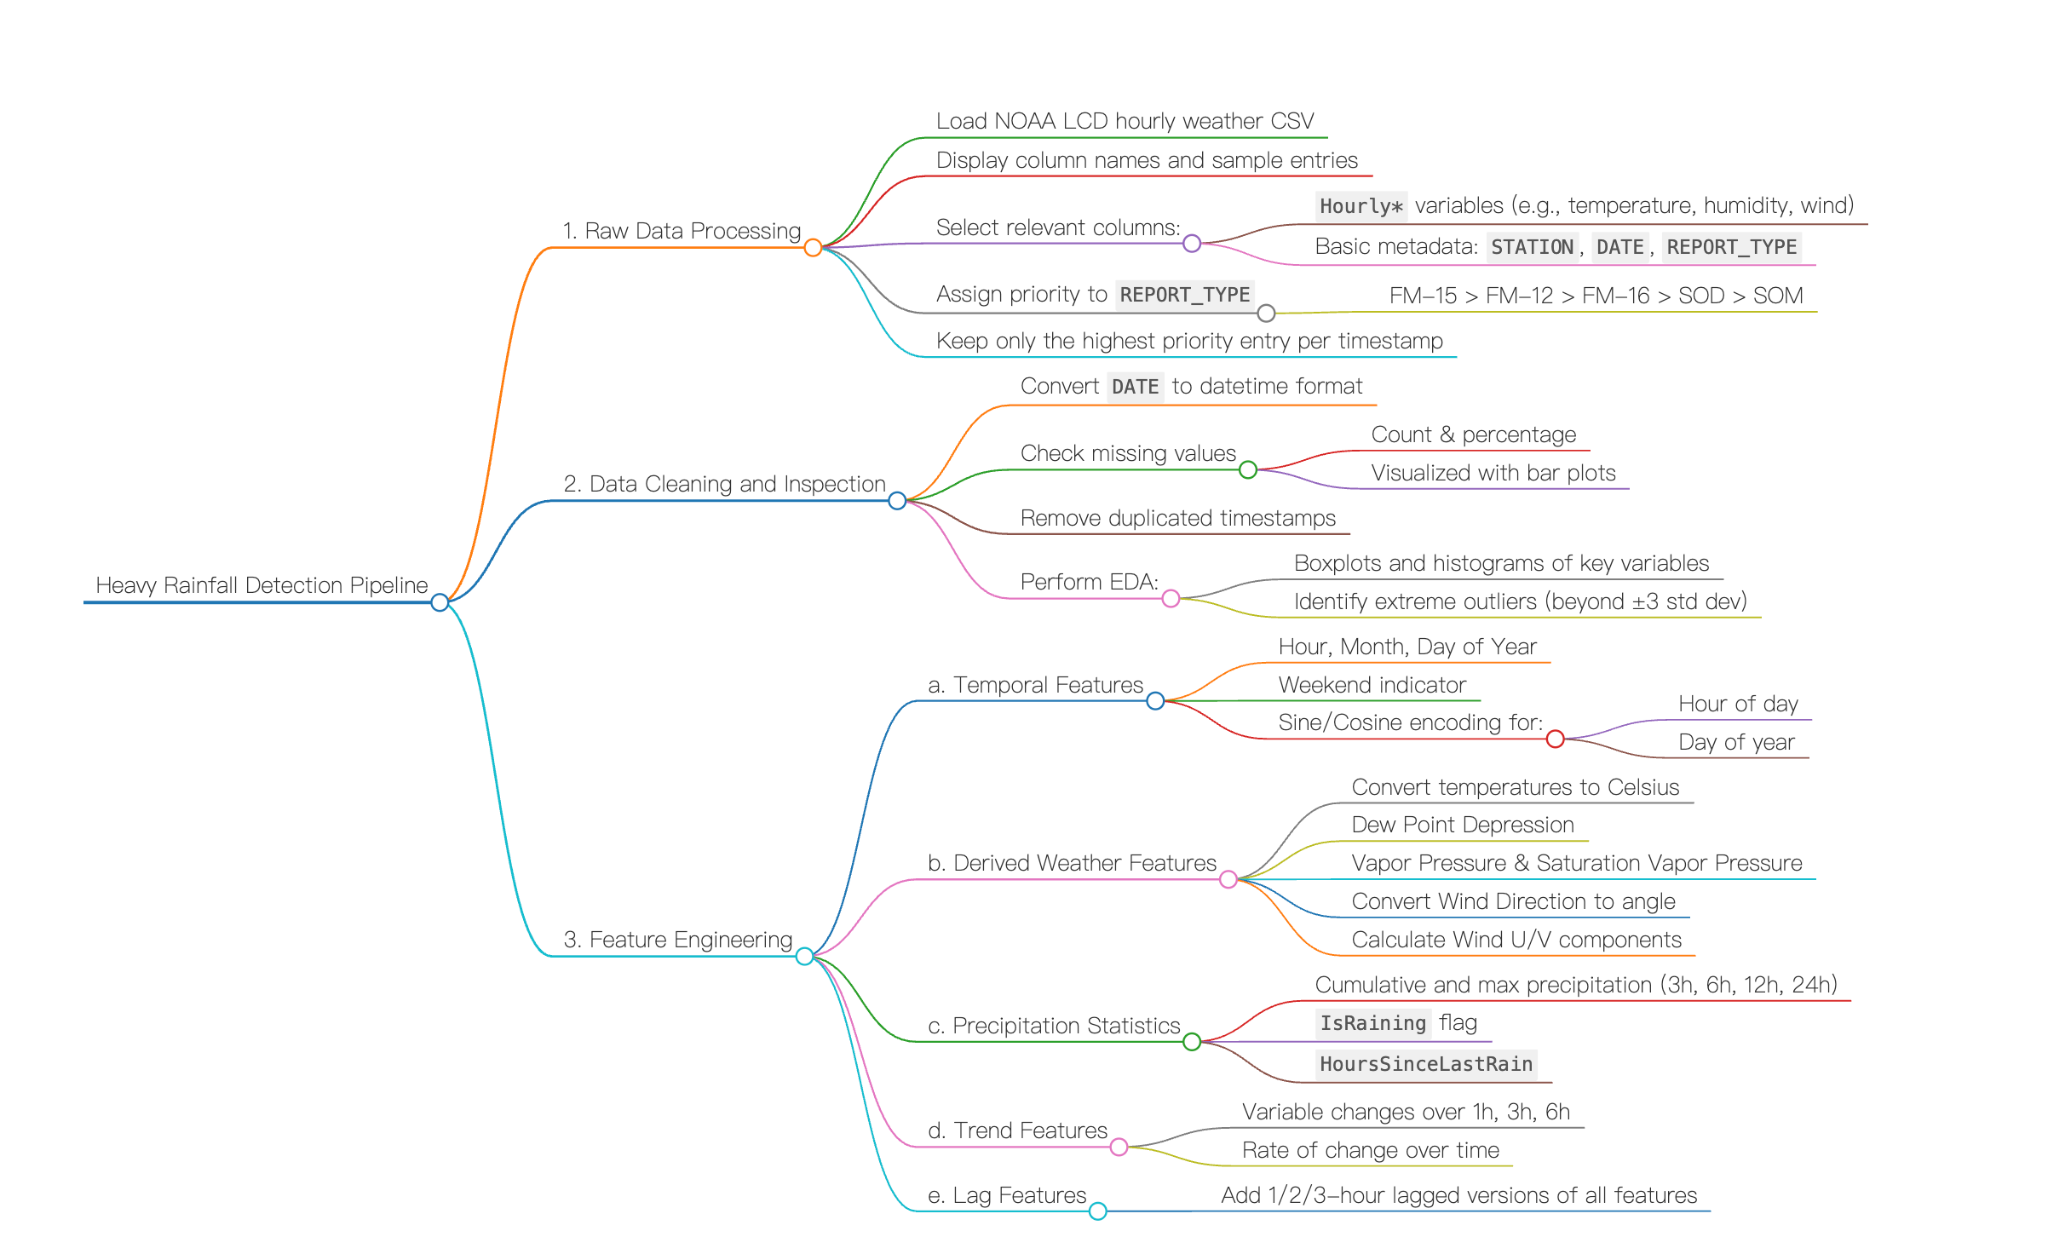 Heavy Rainfall Detection Pipeline
1. Raw Data Processing
Load NOAA LCD hourly weather CSV
Display column names and sample entries
Select relevant columns:
Hourly* variables (e.g., temperature, humidity, wind)
Basic metadata: STATION, DATE, REPORT_TYPE
Assign priority to REPORT_TYPE
FM–15 > FM–12 > FM–16 > SOD > SOM
Keep only the highest priority entry per timestamp
2. Data Cleaning and Inspection
Convert DATE to datetime format
Check missing values
Count & percentage
Visualized with bar plots
Remove duplicated timestamps
Perform EDA:
Boxplots and histograms of key variables
Identify extreme outliers (beyond ±3 std dev)
3. Feature Engineering
a. Temporal Features
Hour, Month, Day of Year
Weekend indicator
Sine/Cosine encoding for:
Hour of day
Day of year
b. Derived Weather Features
Convert temperatures to Celsius
Dew Point Depression
Vapor Pressure & Saturation Vapor Pressure
Convert Wind Direction to angle
Calculate Wind U/V components
c. Precipitation Statistics
Cumulative and max precipitation (3h, 6h, 12h, 24h)
IsRaining flag
HoursSinceLastRain
d. Trend Features
Variable changes over 1h, 3h, 6h
Rate of change over time
e. Lag Features
Add 1/2/3–hour lagged versions of all features